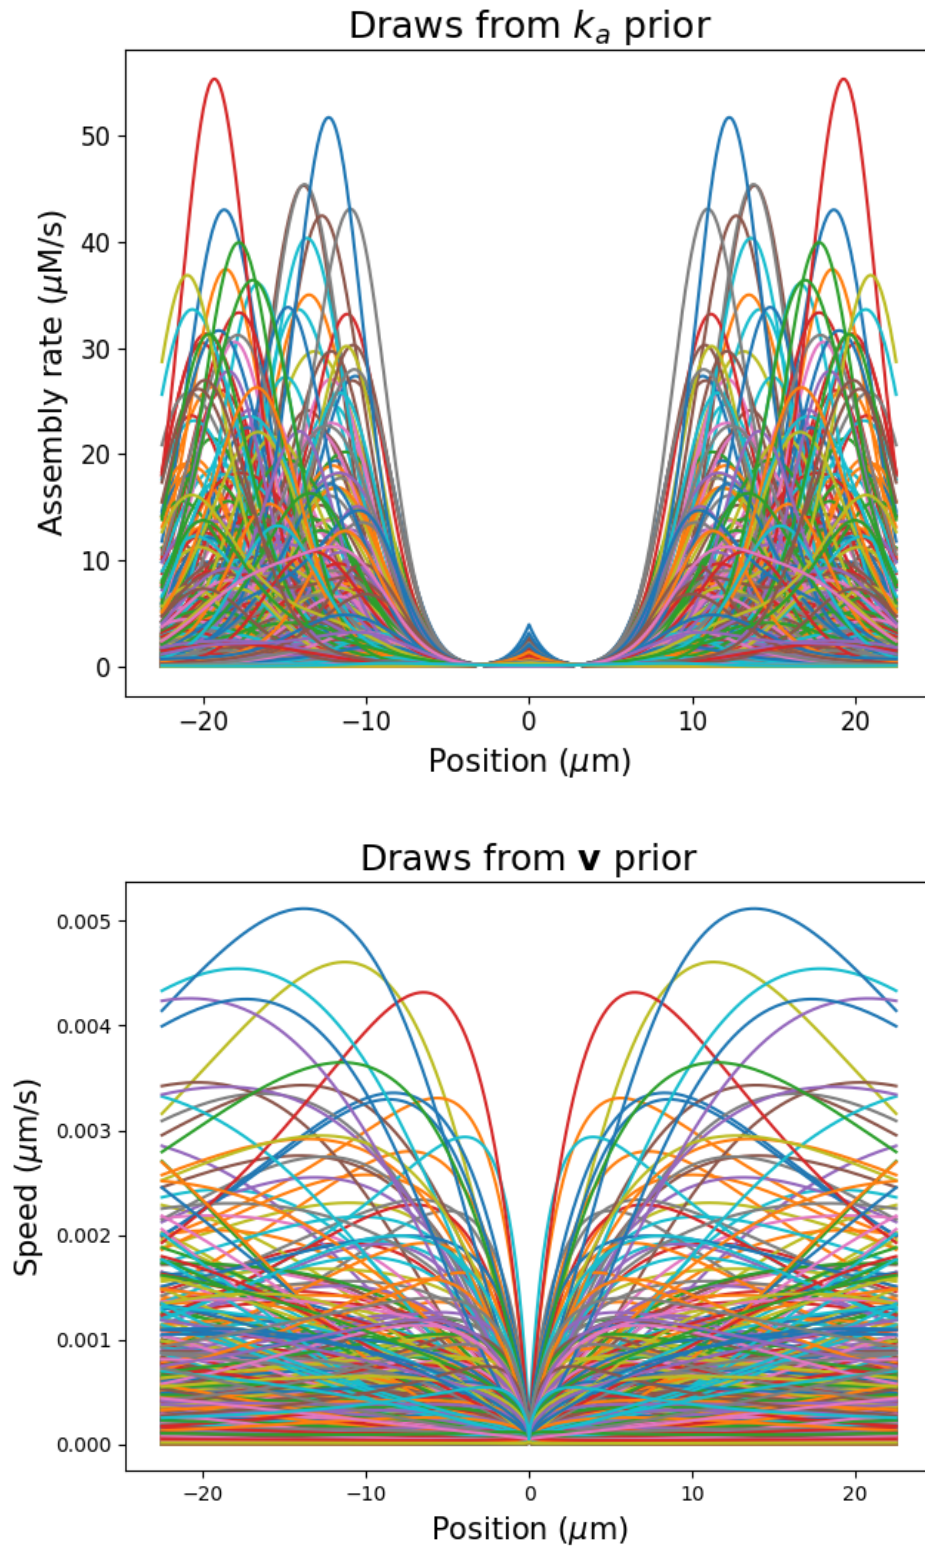 Draws from kₐ prior
Assembly rate (μM/s)
50
40
30
20
10
0
−20 −10 0 10 20
Position (μm)
Draws from v prior
Speed (μm/s)
0.005
0.004
0.003
0.002
0.001
0.000
−20 −10 0 10 20
Position (μm)